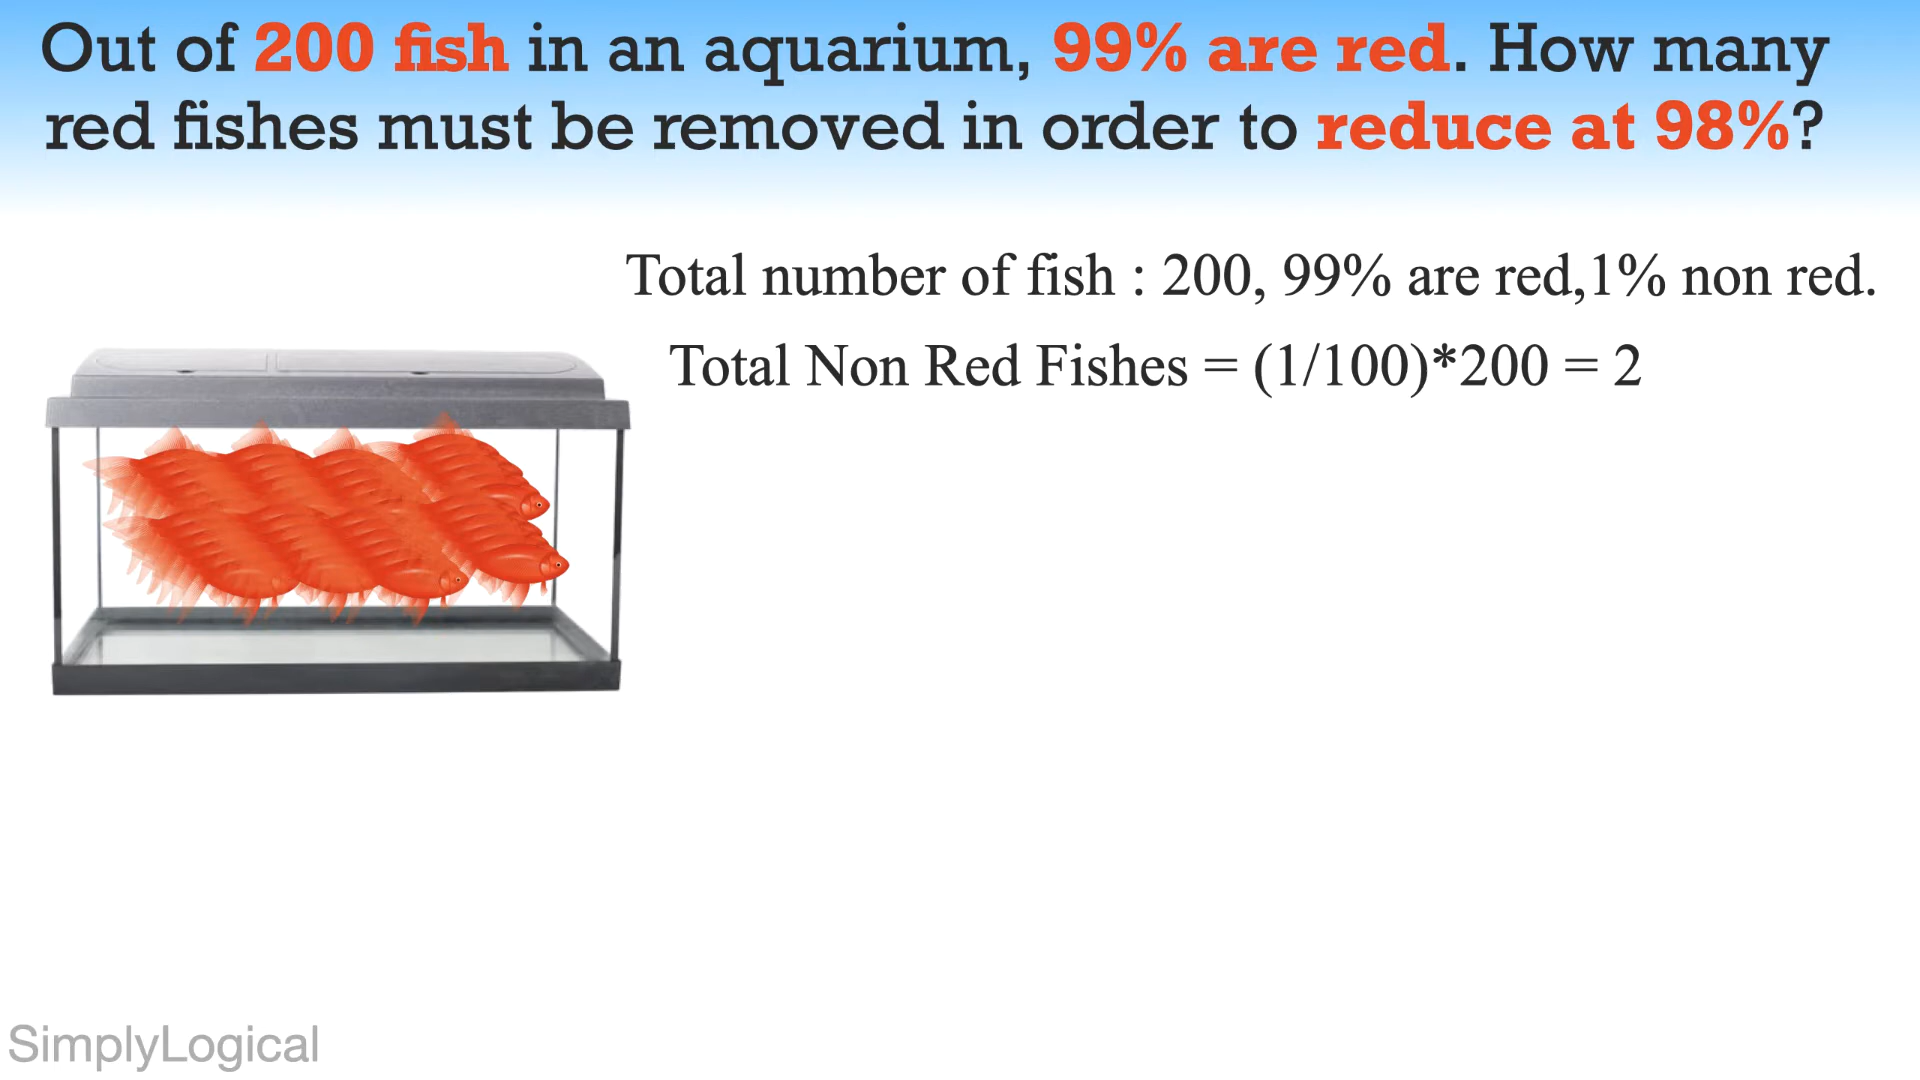 Out of 200 fish in an aquarium, 99% are red. How many
red fishes must be removed in order to reduce at 98%?
Total number of fish : 200, 99% are red,1% non red.
Total Non Red Fishes = (1/100)*200 = 2
SimplyLogical